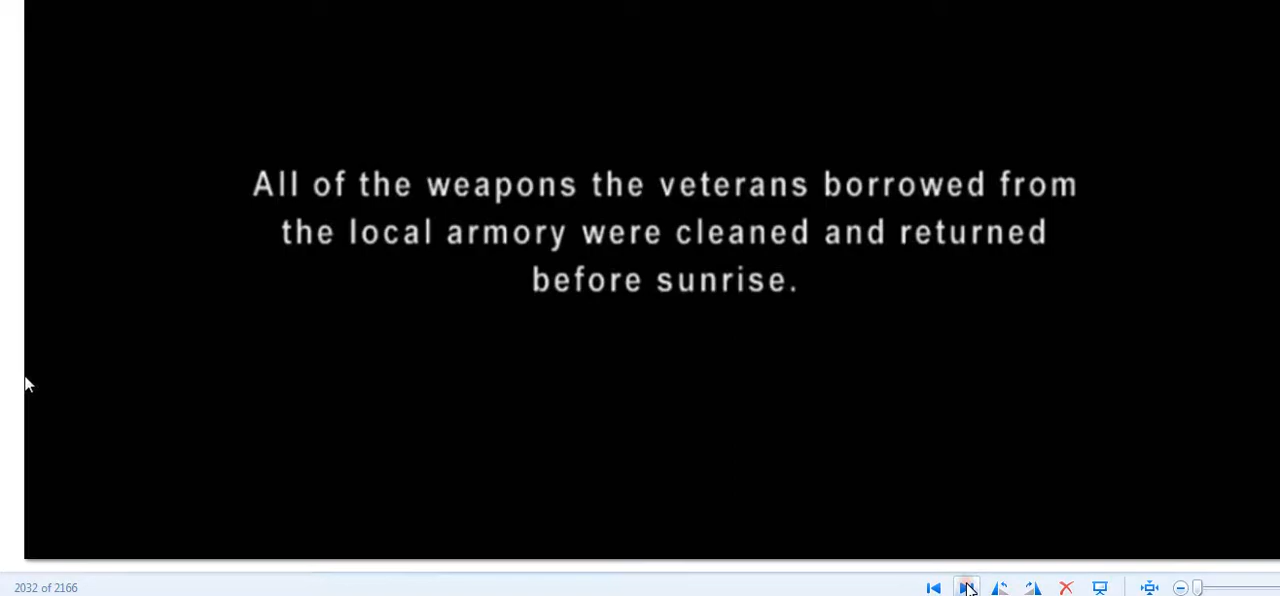 All of the weapons the veterans borrowed from
the local armory were cleaned and returned
before sunrise.
2032 of 2166